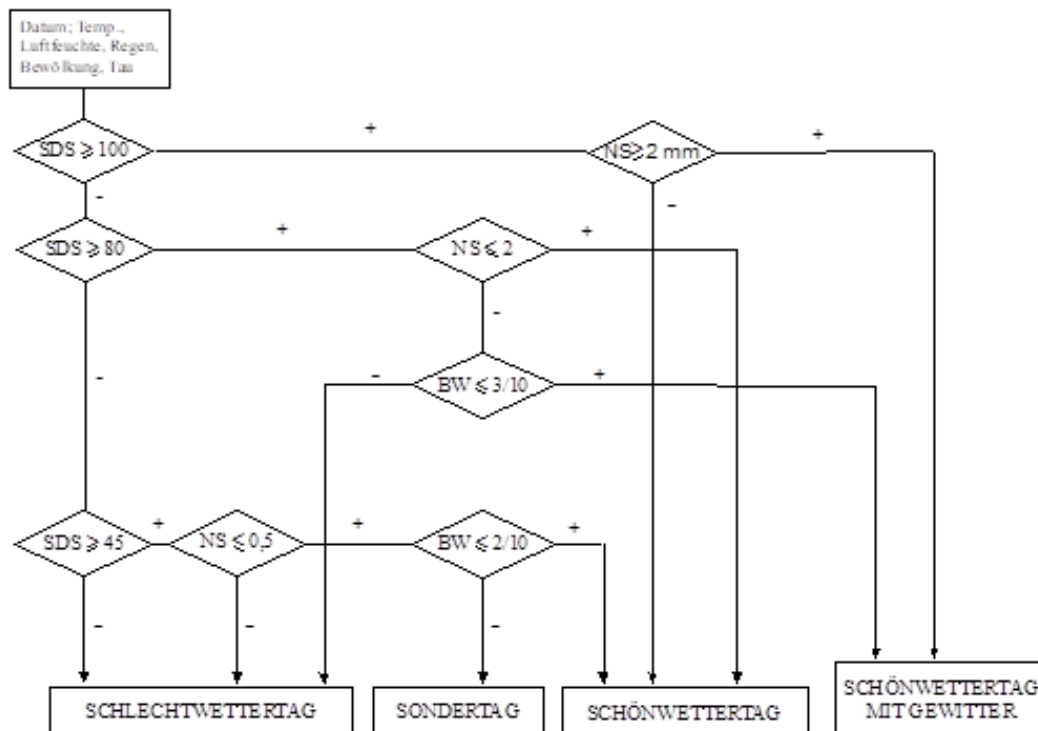 Datum; Temp.,
Luftfeuchte, Regen,
Bewölkung, Tau
SDS ⩾ 100
+
NS⩾2 mm
+
-
-
SDS ⩾ 80
+
NS ⩽ 2
+
-
-
-
BW ⩽ 3/10
+
SDS ⩾ 45
+
NS ⩽ 0,5
+
BW ⩽ 2/10
+
-
-
-
SCHLECHTWETTERTAG
SONDERTAG
SCHÖNWETTERTAG
SCHÖNWETTERTAG
MIT GEWITTER